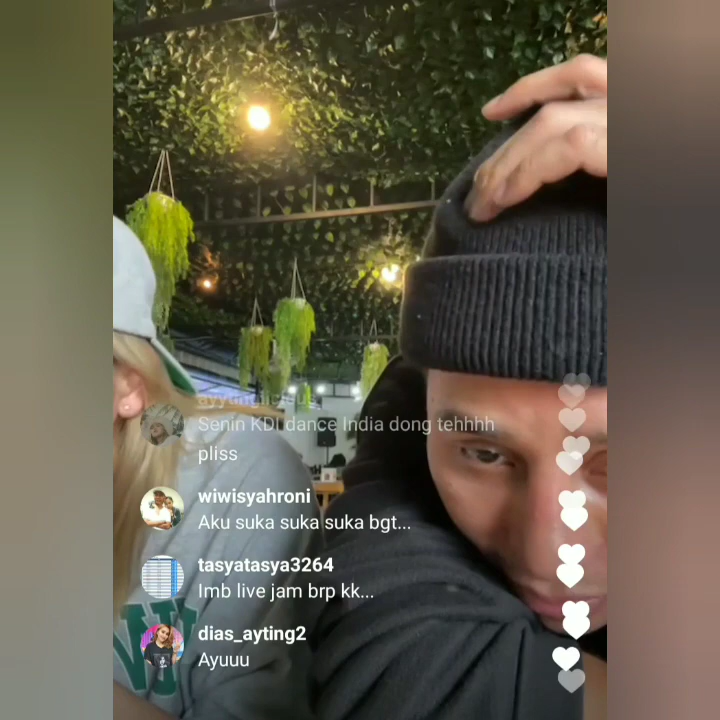 Senin KDI dance India dong tehhhh
pliss
wiwisyahroni
Aku suka suka suka bgt...
tasyatasya3264
Imb live jam brp kk...
dias_ayting2
Ayuuu